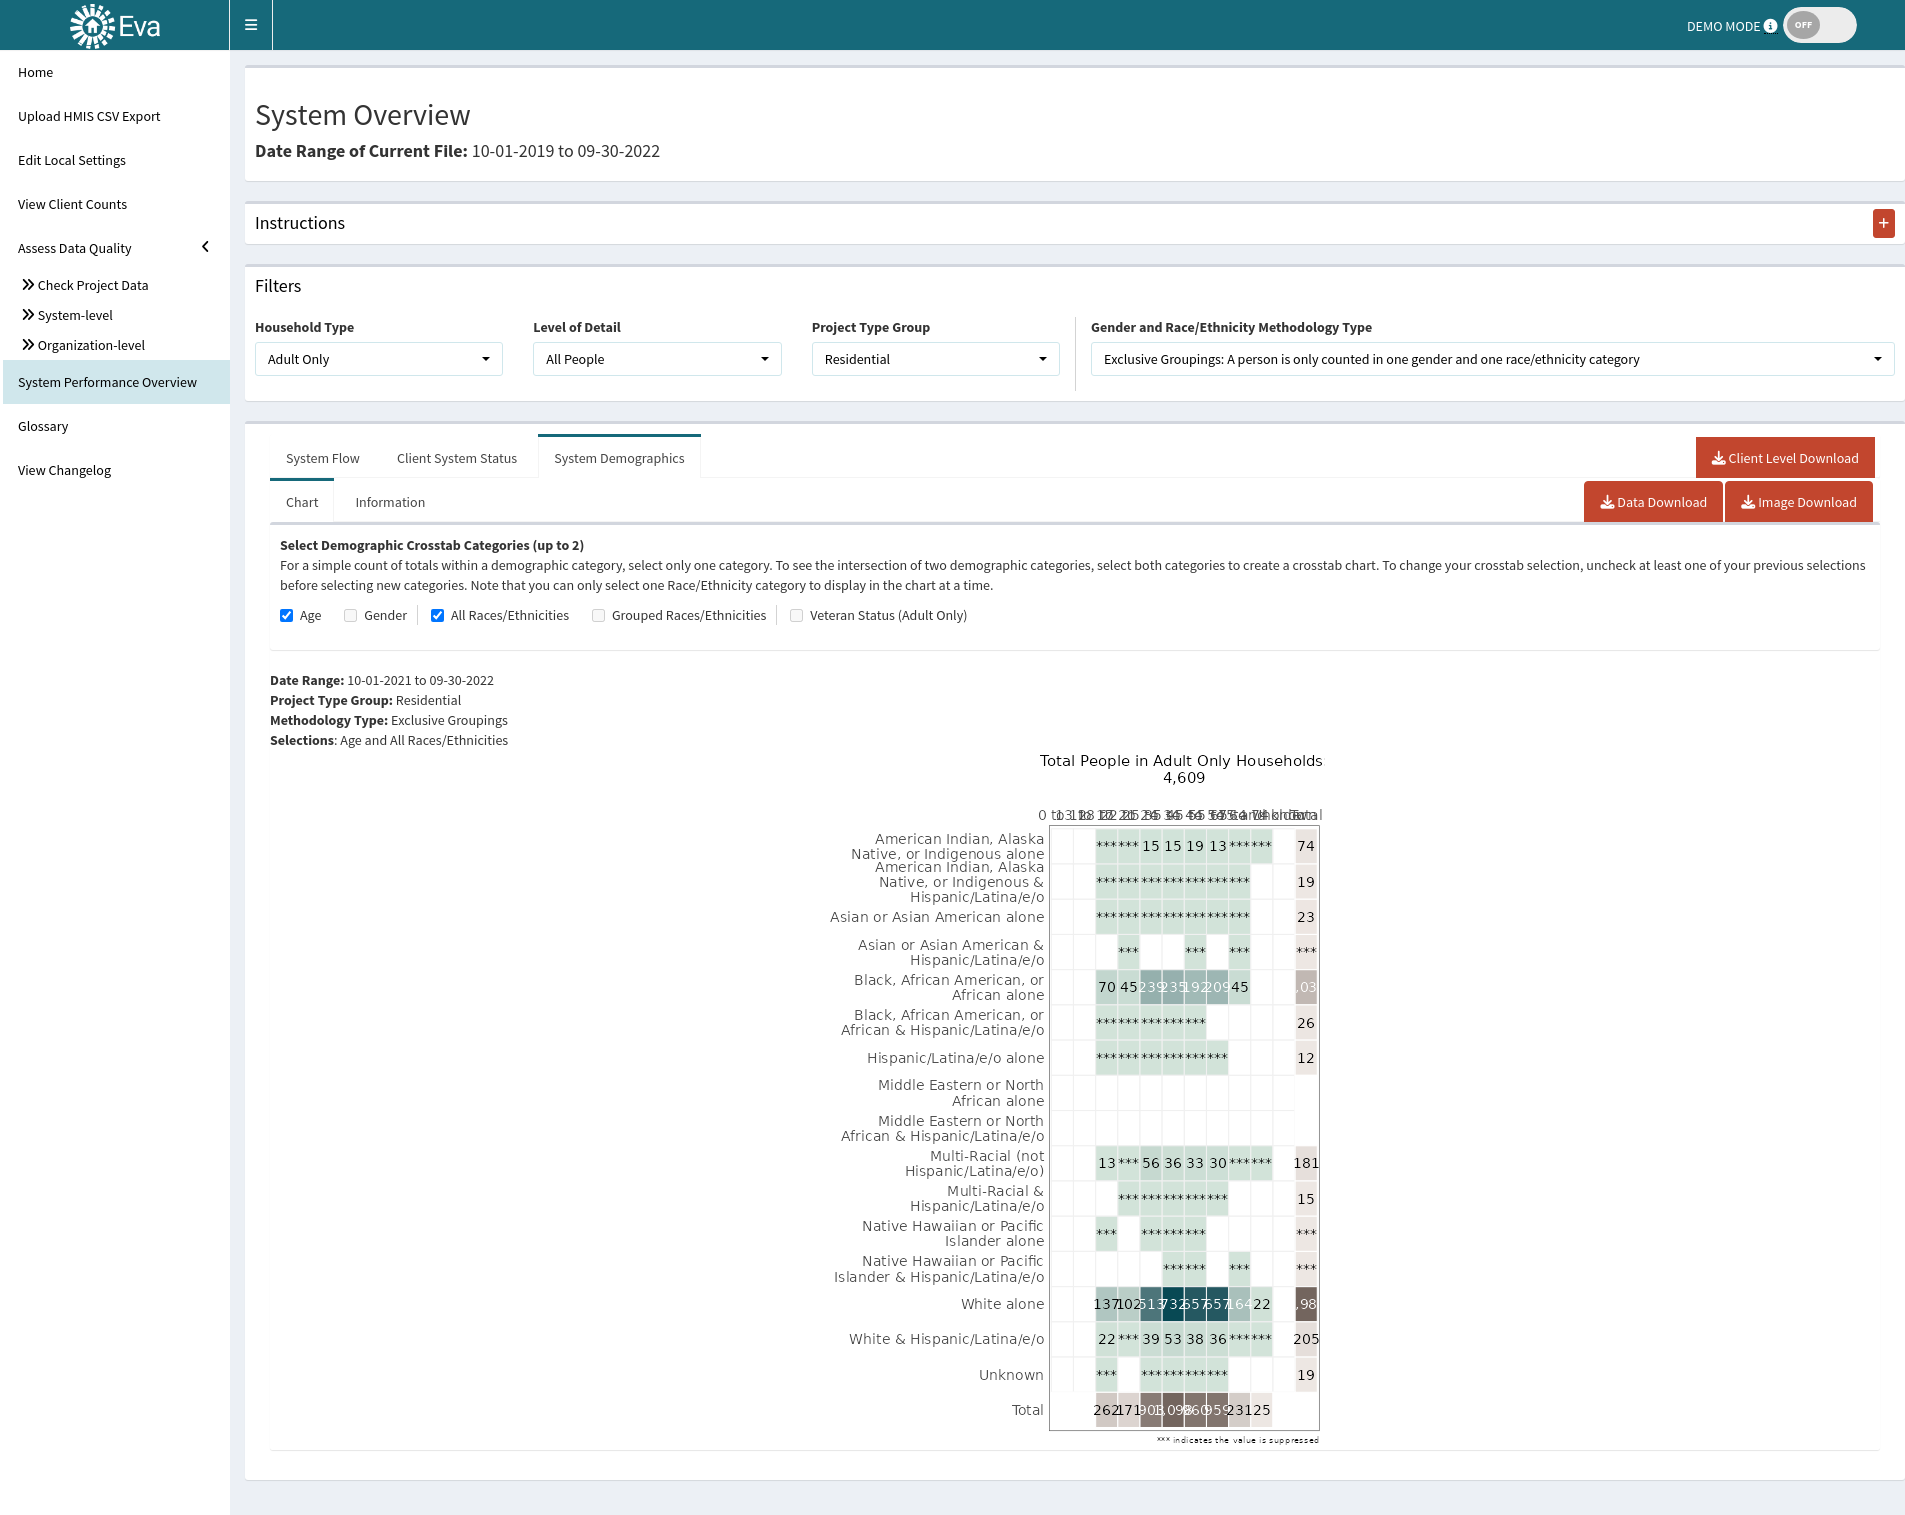 Eva
DEMO MODE
OFF
Home
Upload HMIS CSV Export
Edit Local Settings
View Client Counts
Assess Data Quality
Check Project Data
System-level
Organization-level
System Performance Overview
Glossary
View Changelog
System Overview
Date Range of Current File: 10-01-2019 to 09-30-2022
Instructions
+
Filters
Household Type
Adult Only
Level of Detail
All People
Project Type Group
Residential
Gender and Race/Ethnicity Methodology Type
Exclusive Groupings: A person is only counted in one gender and one race/ethnicity category
System Flow
Client System Status
System Demographics
Client Level Download
Chart
Information
Data Download
Image Download
Select Demographic Crosstab Categories (up to 2)
For a simple count of totals within a demographic category, select only one category. To see the intersection of two demographic categories, select both categories to create a crosstab chart. To change your crosstab selection, uncheck at least one of your previous selections
before selecting new categories. Note that you can only select one Race/Ethnicity category to display in the chart at a time.
Age
Gender
All Races/Ethnicities
Grouped Races/Ethnicities
Veteran Status (Adult Only)
Date Range: 10-01-2021 to 09-30-2022
Project Type Group: Residential
Methodology Type: Exclusive Groupings
Selections: Age and All Races/Ethnicities
Total People in Adult Only Households
4,609
American Indian, Alaska
Native, or Indigenous alone
*** *** 15 15 19 13 *** *** 74
American Indian, Alaska
Native, or Indigenous &
Hispanic/Latina/e/o
*** *** *** *** *** *** *** 19
Asian or Asian American alone
*** *** *** *** *** *** *** 23
Asian or Asian American &
Hispanic/Latina/e/o
*** *** *** ***
Black, African American, or
African alone
70 45 239 235 192 209 45 ,03
Black, African American, or
African & Hispanic/Latina/e/o
*** *** *** *** *** 26
Hispanic/Latina/e/o alone
*** *** *** *** *** *** 12
Middle Eastern or North
African alone
Middle Eastern or North
African & Hispanic/Latina/e/o
Multi-Racial (not
Hispanic/Latina/e/o)
13 *** 56 36 33 30 *** *** 181
Multi-Racial &
Hispanic/Latina/e/o
*** *** *** *** *** 15
Native Hawaiian or Pacific
Islander alone
*** *** *** *** ***
Native Hawaiian or Pacific
Islander & Hispanic/Latina/e/o
*** *** *** ***
White alone
137 102 513 732 657 657 164 22 ,98
White & Hispanic/Latina/e/o
22 *** 39 53 38 36 *** *** 205
Unknown
*** *** *** *** *** 19
Total
262 171 959 231 25
*** indicates the value is suppressed